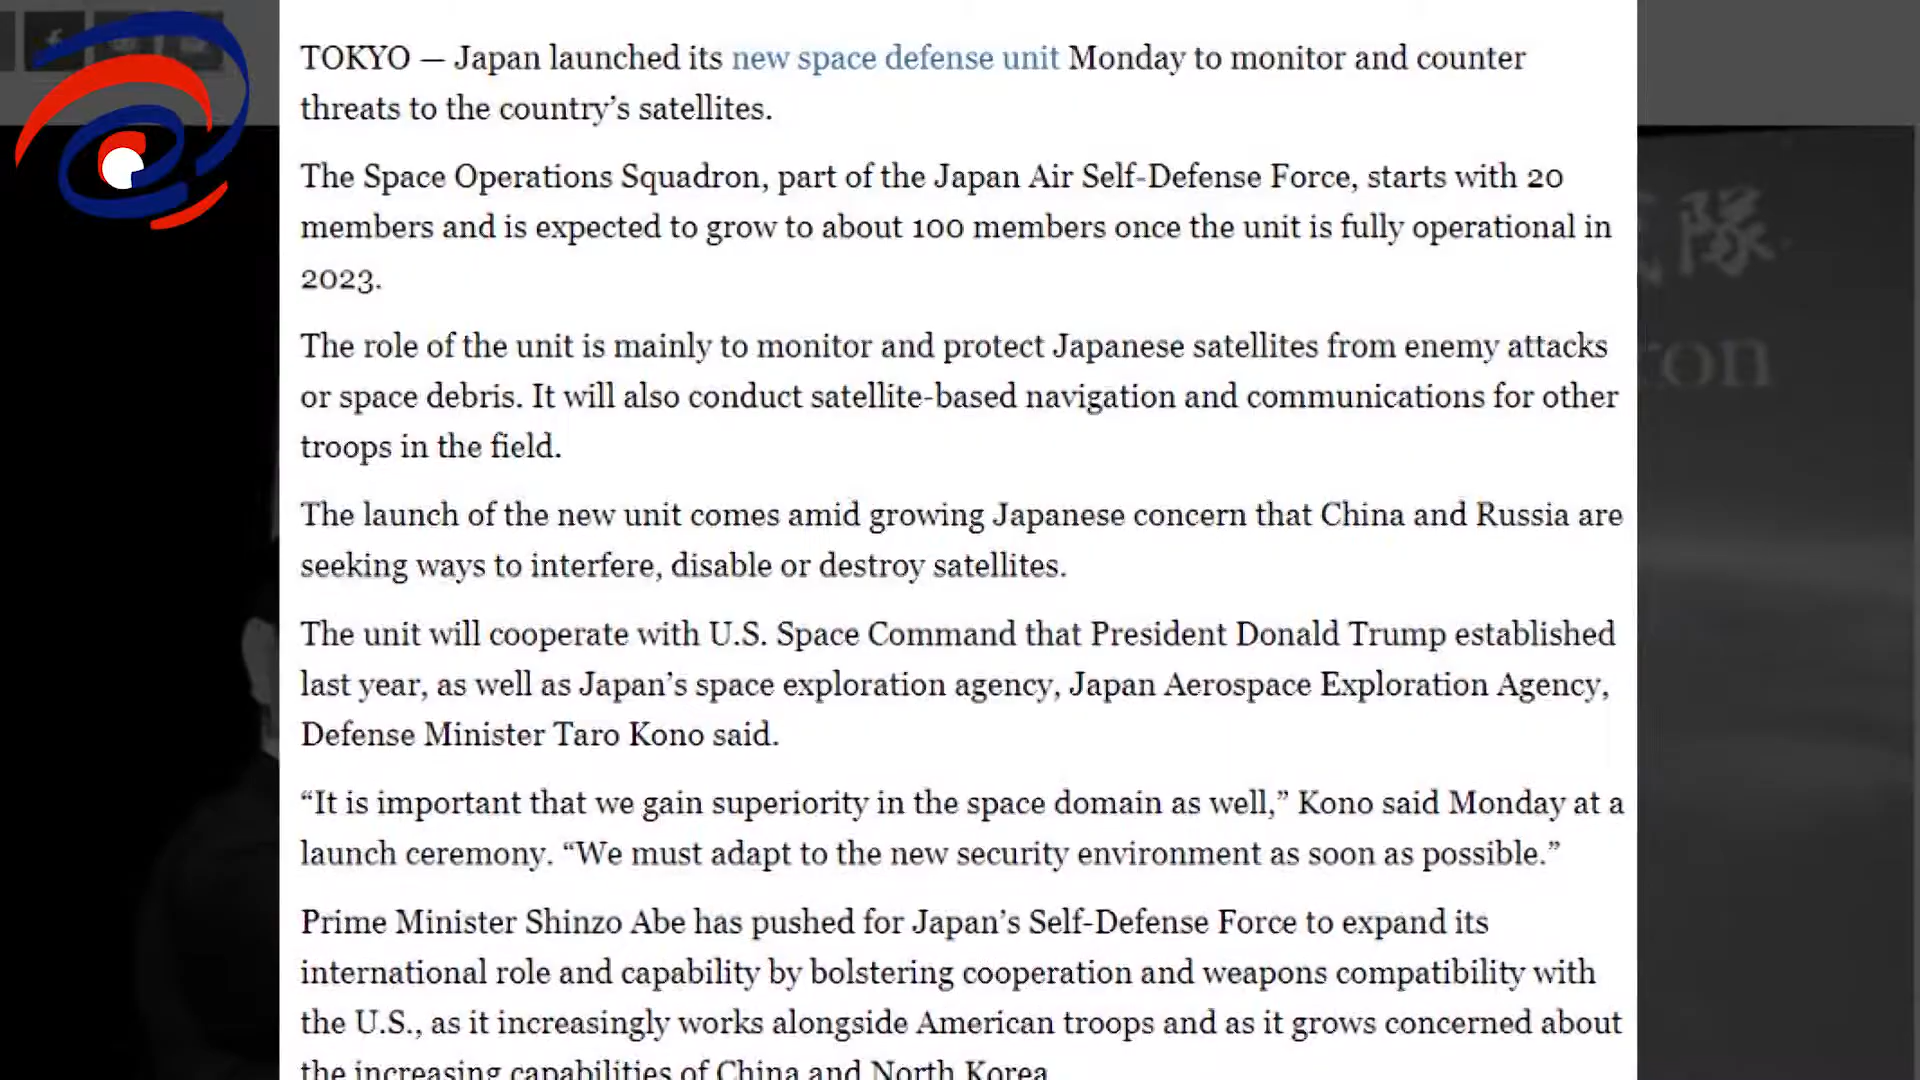 TOKYO — Japan launched its new space defense unit Monday to monitor and counter
threats to the country’s satellites.
The Space Operations Squadron, part of the Japan Air Self-Defense Force, starts with 20
members and is expected to grow to about 100 members once the unit is fully operational in
2023.
The role of the unit is mainly to monitor and protect Japanese satellites from enemy attacks
or space debris. It will also conduct satellite-based navigation and communications for other
troops in the field.
The launch of the new unit comes amid growing Japanese concern that China and Russia are
seeking ways to interfere, disable or destroy satellites.
The unit will cooperate with U.S. Space Command that President Donald Trump established
last year, as well as Japan’s space exploration agency, Japan Aerospace Exploration Agency,
Defense Minister Taro Kono said.
“It is important that we gain superiority in the space domain as well,” Kono said Monday at a
launch ceremony. “We must adapt to the new security environment as soon as possible.”
Prime Minister Shinzo Abe has pushed for Japan’s Self-Defense Force to expand its
international role and capability by bolstering cooperation and weapons compatibility with
the U.S., as it increasingly works alongside American troops and as it grows concerned about
the increasing capabilities of China and North Korea
隊